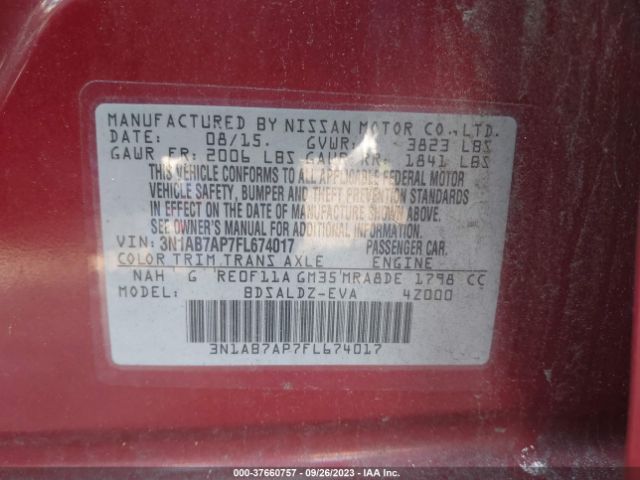 MANUFACTURED BY NISSAN MOTOR CO., LTD.
DATE: 08/15. GVWR: 3823 LBS
GAWR FR: 2006 LBS GAWR RR: 1841 LBS
THIS VEHICLE CONFORMS TO ALL APPLICABLE FEDERAL MOTOR
VEHICLE SAFETY, BUMPER AND THEFT PREVENTION STANDARDS
IN EFFECT ON THE DATE OF MANUFACTURE SHOWN ABOVE.
SEE OWNER'S MANUAL OR FOR ADDITIONAL INFORMATION.
VIN: 3N1AB7AP7FL674017 PASSENGER CAR.
COLOR TRIM.TRANS AXLE ENGINE
NAH G RE0F11A GM35 MRA8DE 1798 CC
MODEL: BDSALDZ-EVA 4Z000
3N1AB7AP7FL674017
000-37660757 - 09/26/2023 - IAA Inc.